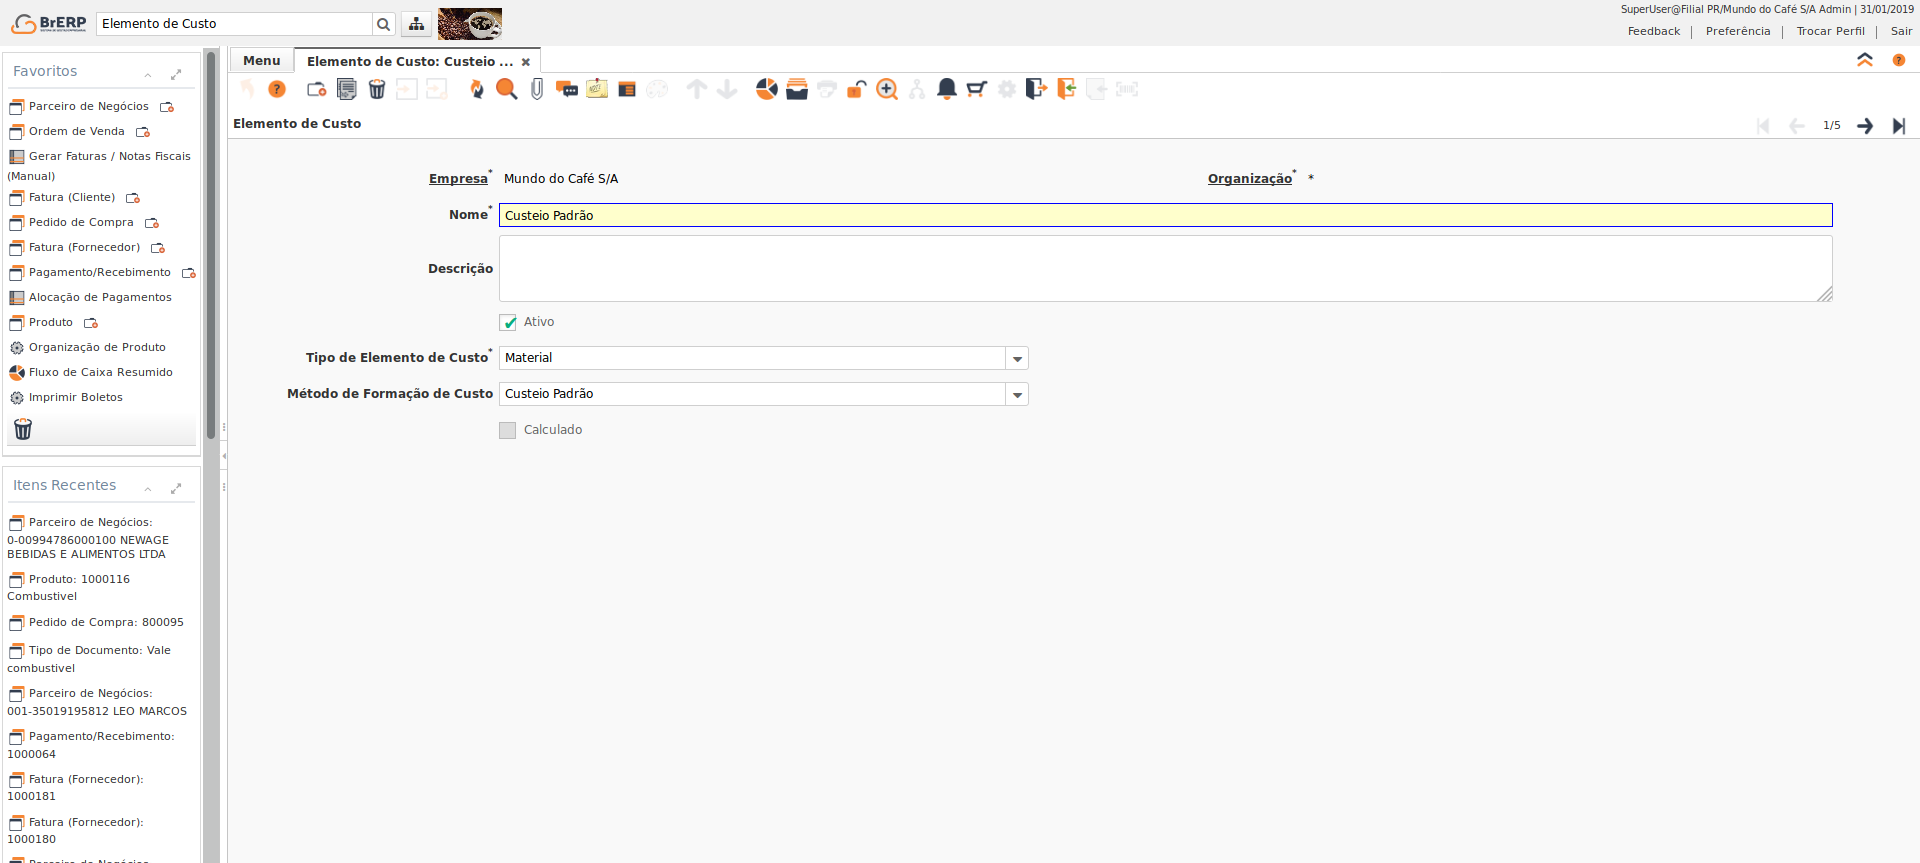 BrERP
Elemento de Custo
SuperUser@Filial PR/Mundo do Café S/A Admin | 31/01/2019
Feedback | Preferência | Trocar Perfil | Sair
Favoritos
Parceiro de Negócios
Ordem de Venda
Gerar Faturas / Notas Fiscais
(Manual)
Fatura (Cliente)
Pedido de Compra
Fatura (Fornecedor)
Pagamento/Recebimento
Alocação de Pagamentos
Produto
Organização de Produto
Fluxo de Caixa Resumido
Imprimir Boletos
Itens Recentes
Parceiro de Negócios:
0-00994786000100 NEWAGE
BEBIDAS E ALIMENTOS LTDA
Produto: 1000116
Combustivel
Pedido de Compra: 800095
Tipo de Documento: Vale
combustivel
Parceiro de Negócios:
001-35019195812 LEO MARCOS
Pagamento/Recebimento:
1000064
Fatura (Fornecedor):
1000181
Fatura (Fornecedor):
1000180
Parceiro de Negócios:
Menu
Elemento de Custo: Custeio ...
Elemento de Custo
1/5
Empresa* Mundo do Café S/A
Organização* *
Nome* Custeio Padrão
Descrição
Ativo
Tipo de Elemento de Custo* Material
Método de Formação de Custo Custeio Padrão
Calculado